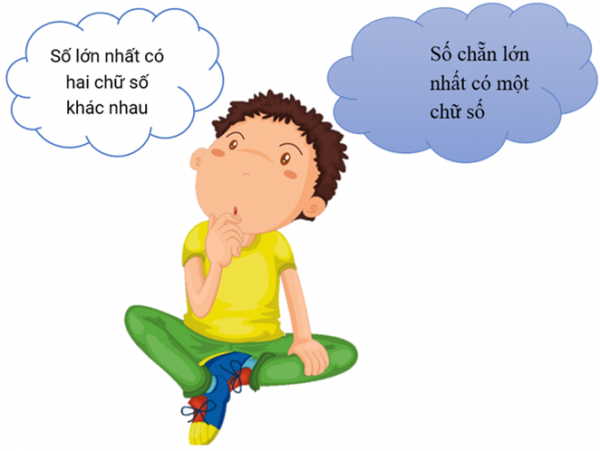 Số lớn nhất có
hai chữ số
khác nhau
Số chẵn lớn
nhất có một
chữ số